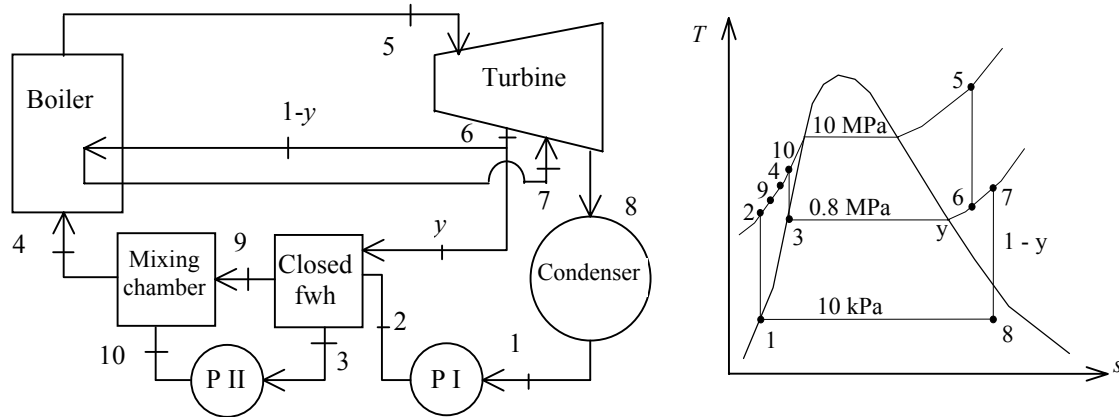 5
Turbine
Boiler
6
1-y
7
8
y
4
9
Mixing
chamber
Closed
fwh
Condenser
2
10
3
1
P II
P I
T
5
10 MPa
10
4
9
2
7
6
0.8 MPa
3
y
1 - y
10 kPa
1
8
s